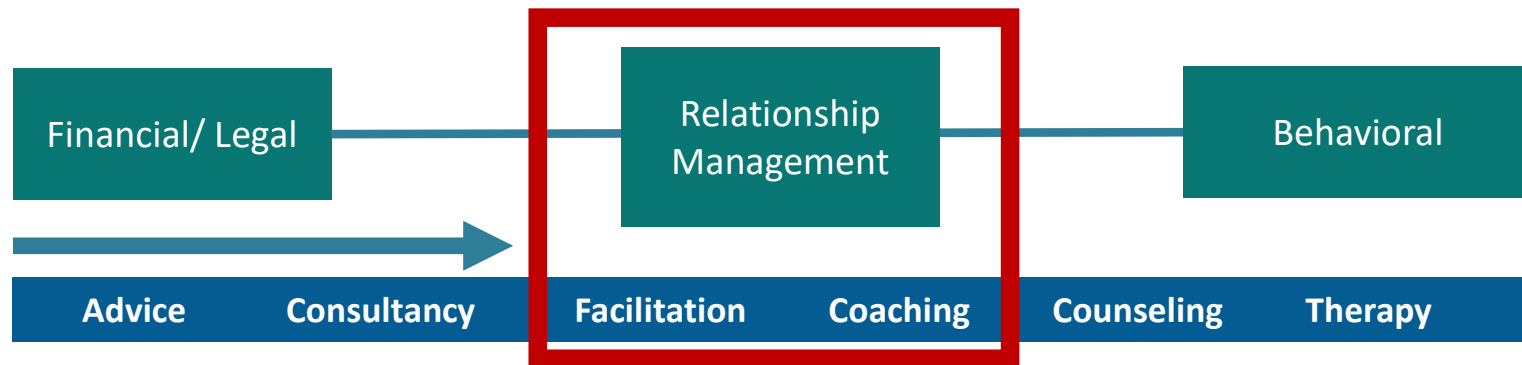 Financial/ Legal
Relationship
Management
Behavioral
Advice Consultancy Facilitation Coaching Counseling Therapy